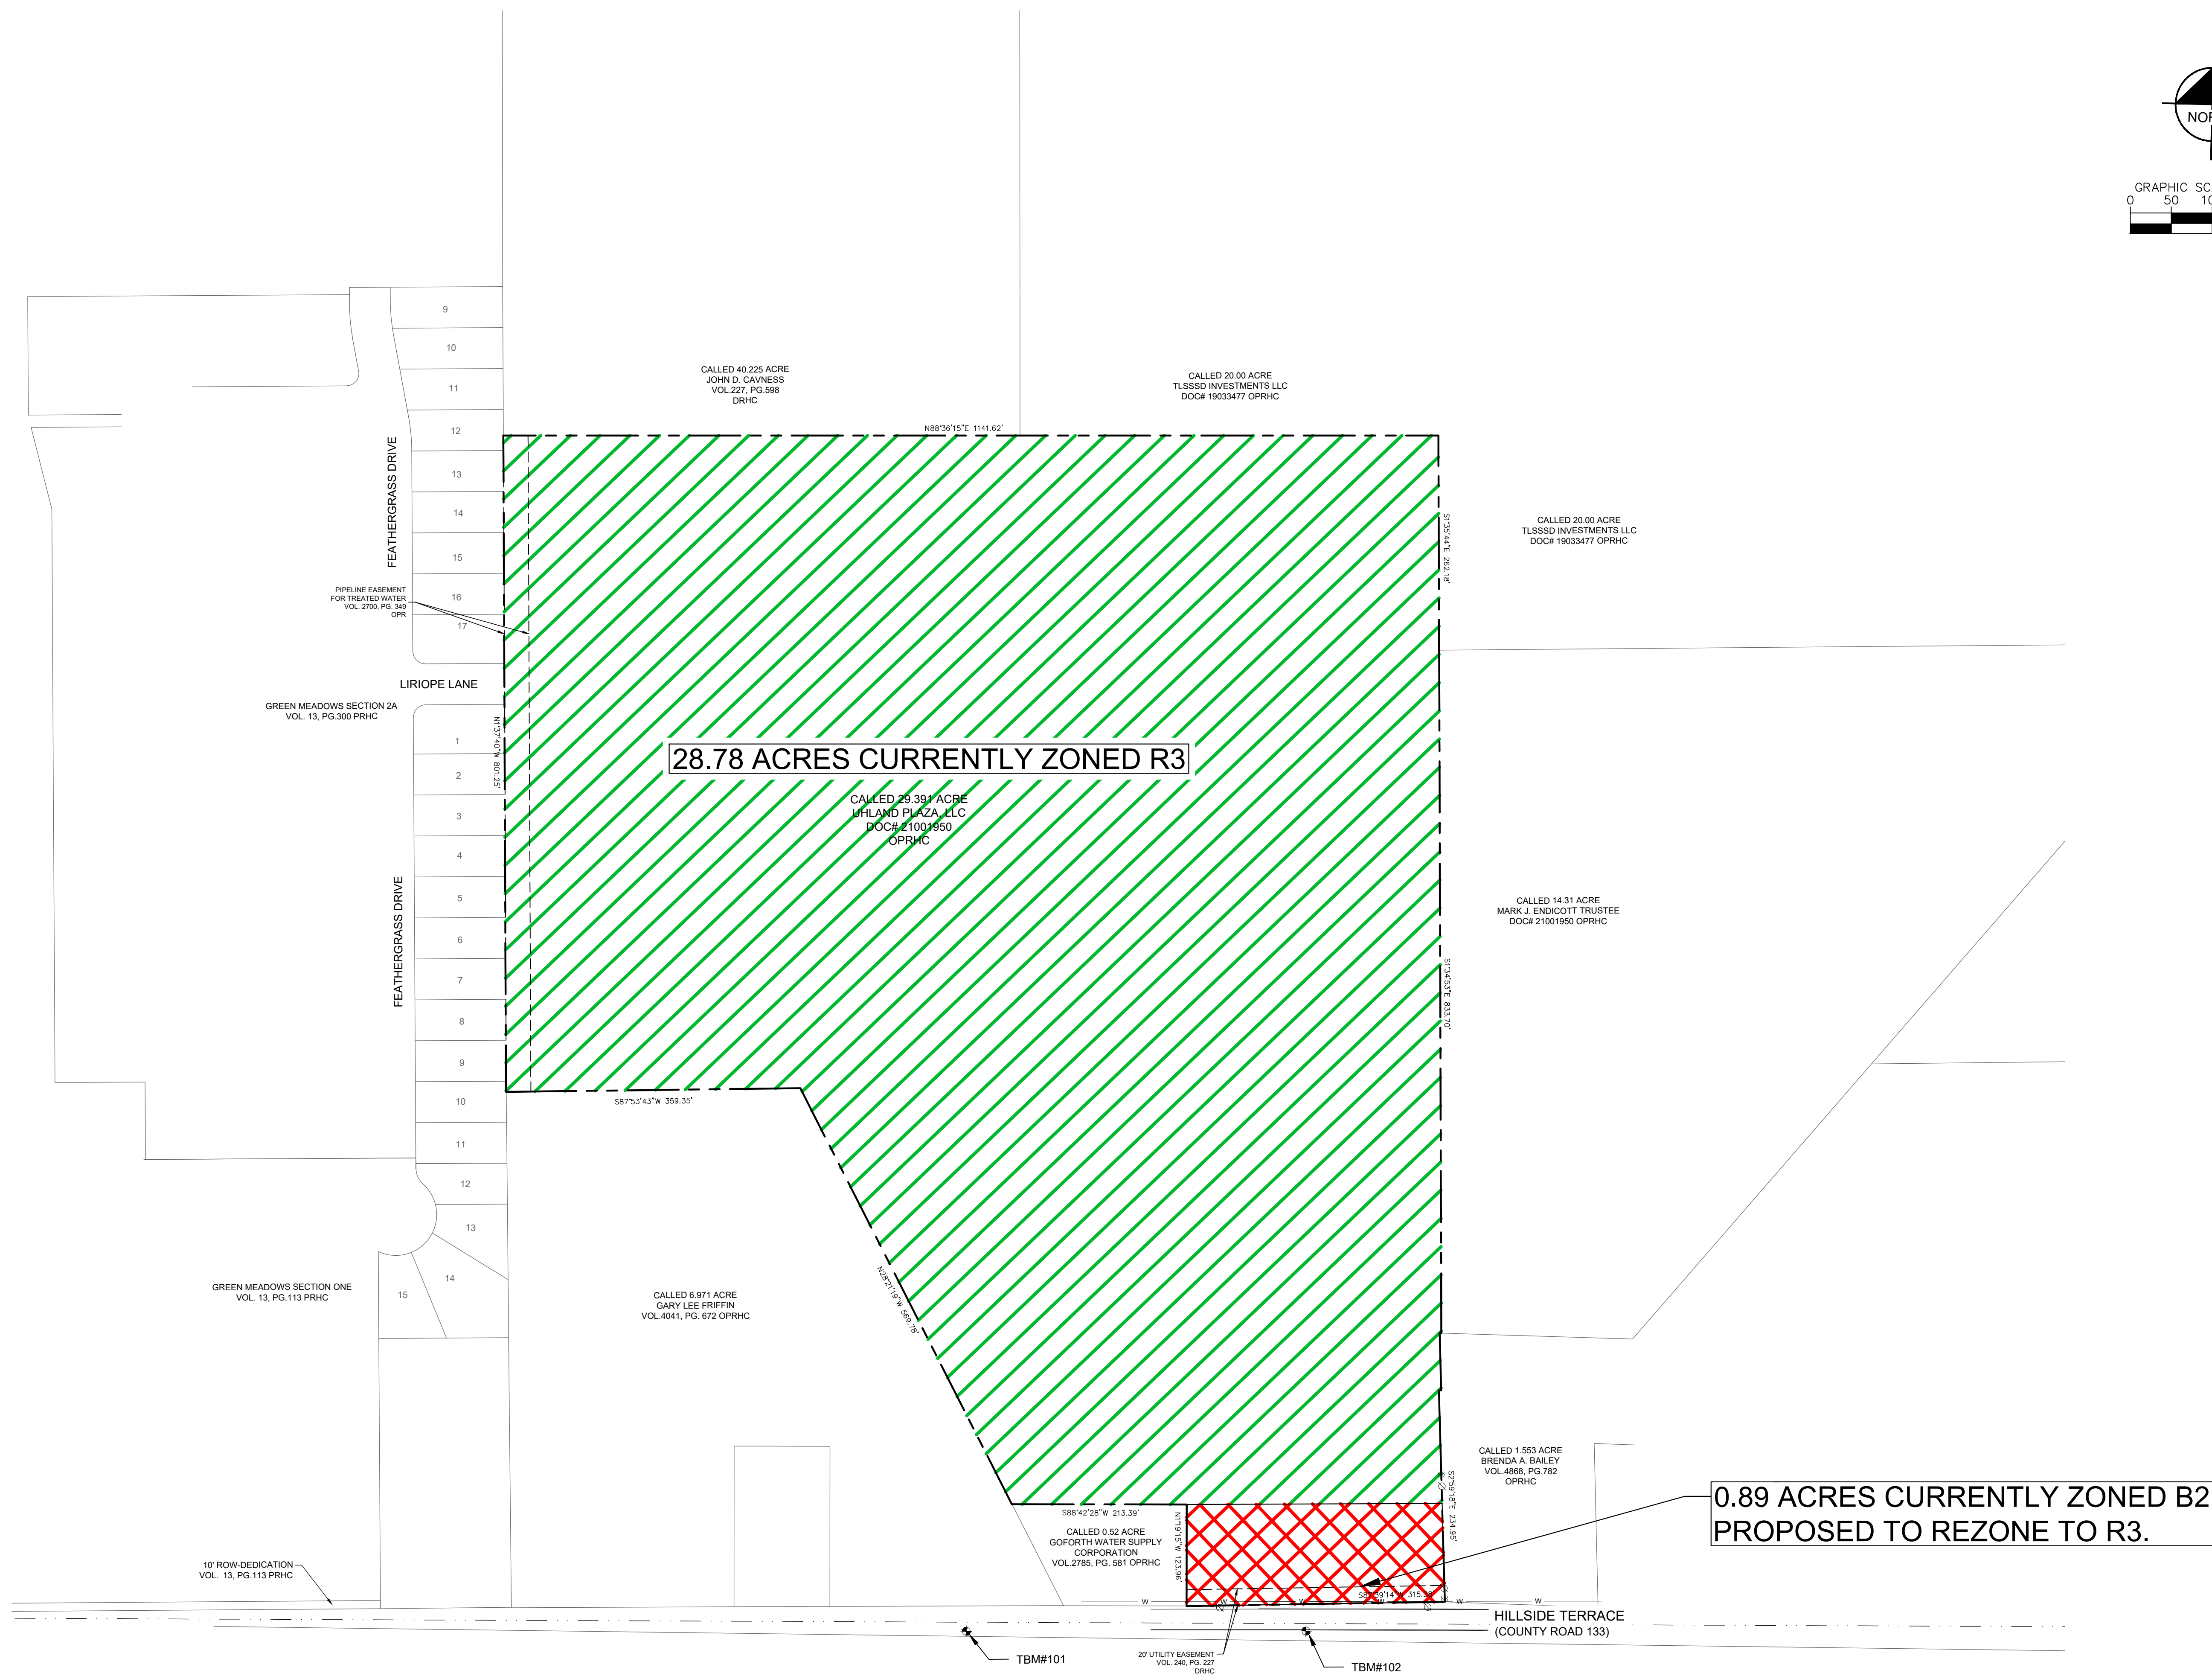 GRAPHIC SC
0 50 10
9
10
11
CALLED 40.225 ACRE
JOHN D. CAVNESS
VOL.227, PG.598
DRHC
CALLED 20.00 ACRE
TLSSSD INVESTMENTS LLC
DOC# 19033477 OPRHC
12
N88°36'15"E 1141.62'
FEATHERGRASS DRIVE
13
14
15
16
17
S1°35'44"E 262.18'
CALLED 20.00 ACRE
TLSSSD INVESTMENTS LLC
DOC# 19033477 OPRHC
PIPELINE EASEMENT
FOR TREATED WATER
VOL. 2700, PG. 349
OPR
LIRIOPE LANE
GREEN MEADOWS SECTION 2A
VOL. 13, PG.300 PRHC
N1°37'40"W 801.25'
1
2
3
4
5
6
7
8
9
10
11
12
13
14
15
28.78 ACRES CURRENTLY ZONED R3
CALLED 29.391 ACRE
UHLAND PLAZA, LLC
DOC# 21001950
OPRHC
FEATHERGRASS DRIVE
CALLED 14.31 ACRE
MARK J. ENDICOTT TRUSTEE
DOC# 21001950 OPRHC
S1°34'53"E 833.70'
S87°53'43"W 359.35'
N28°21'19"W 569.78'
GREEN MEADOWS SECTION ONE
VOL. 13, PG.113 PRHC
CALLED 6.971 ACRE
GARY LEE FRIFFIN
VOL.4041, PG. 672 OPRHC
CALLED 1.553 ACRE
BRENDA A. BAILEY
VOL.4868, PG.782
OPRHC
S2°59'18"E 234.95'
0.89 ACRES CURRENTLY ZONED B2
PROPOSED TO REZONE TO R3.
S88°42'28"W 213.39'
N1°19'15"W 123.96'
CALLED 0.52 ACRE
GOFORTH WATER SUPPLY
CORPORATION
VOL.2785, PG. 581 OPRHC
10' ROW-DEDICATION
VOL. 13, PG.113 PRHC
W W W W W W
HILLSIDE TERRACE
(COUNTY ROAD 133)
20' UTILITY EASEMENT
VOL. 240, PG. 227
DRHC
TBM#101
TBM#102